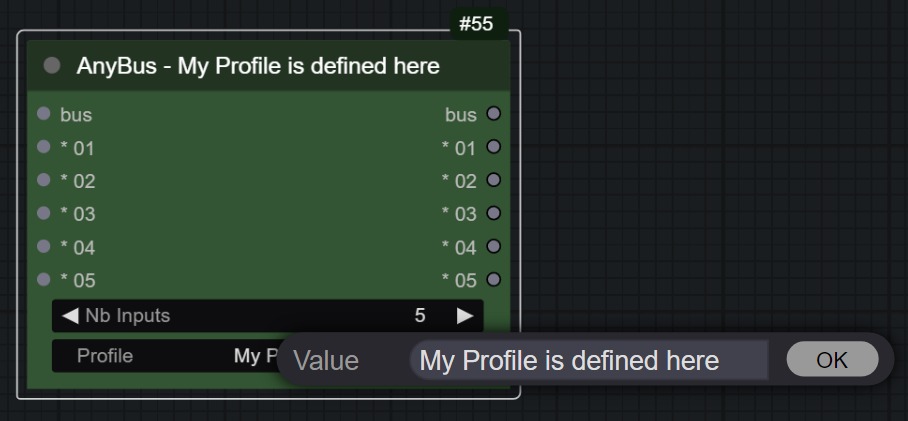 #55
AnyBus - My Profile is defined here
bus bus
* 01 * 01
* 02 * 02
* 03 * 03
* 04 * 04
* 05 * 05
Nb Inputs 5
Profile My P
Value My Profile is defined here OK